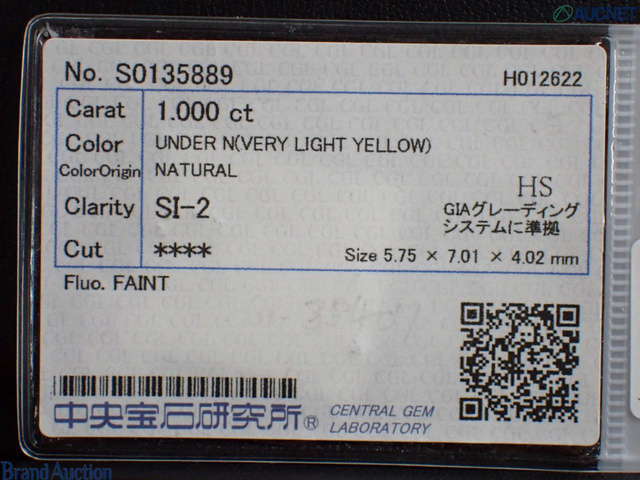 AUCNET
No. S0135889
H012622
Carat 1.000 ct
Color UNDER N(VERY LIGHT YELLOW)
ColorOrigin NATURAL
Clarity SI-2
HS
GIAグレーディング
システムに準拠
Cut ****
Size 5.75 × 7.01 × 4.02 mm
Fluo. FAINT
中央宝石研究所®
CENTRAL GEM
LABORATORY
Brand Auction